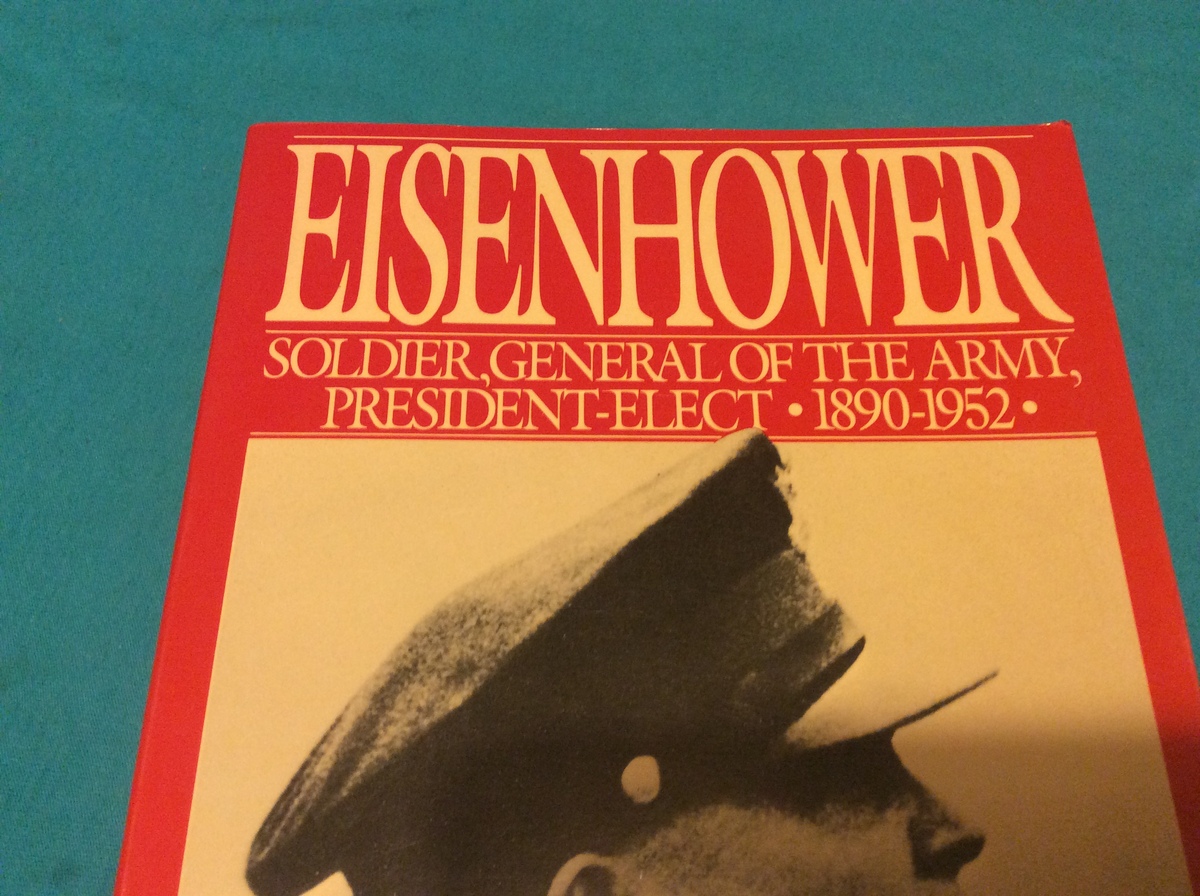 EISENHOWER
SOLDIER, GENERAL OF THE ARMY,
PRESIDENT-ELECT • 1890-1952 •